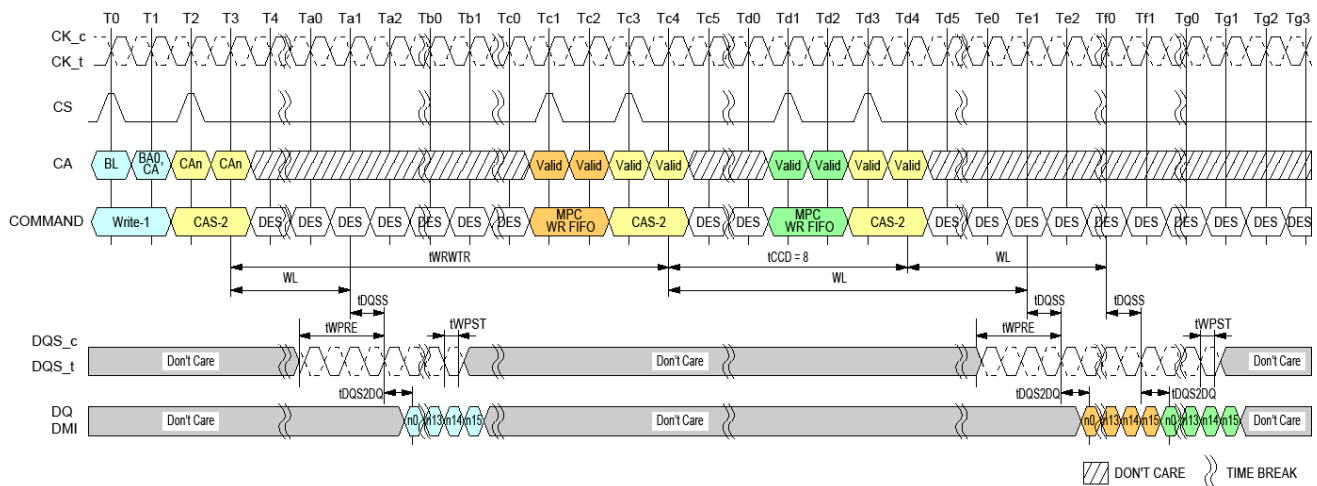 T0 T1 T2 T3 T4 Ta0 Ta1 Ta2 Tb0 Tb1 Tc0 Tc1 Tc2 Tc3 Tc4 Tc5 Td0 Td1 Td2 Td3 Td4 Td5 Te0 Te1 Te2 Tf0 Tf1 Tg0 Tg1 Tg2 Tg3
CK_c
CK_t
CS
CA BL BA0, CA CAn CAn Valid Valid Valid Valid Valid Valid Valid Valid
COMMAND Write-1 CAS-2 DES DES DES DES DES DES DES MPC WR FIFO CAS-2 DES DES MPC WR FIFO CAS-2 DES DES DES DES DES DES DES DES DES DES
tWRWTR tCCD = 8 WL
WL WL
tDQSS tDQSS tDQSS
tWPRE tWPST tWPRE tWPST
DQS_c
DQS_t Don't Care Don't Care Don't Care
tDQS2DQ tDQS2DQ tDQS2DQ
DQ
DMI Don't Care n0 n13 n14 n15 Don't Care n0 n13 n14 n15 n0 n13 n14 n15 Don't Care
DON'T CARE TIME BREAK